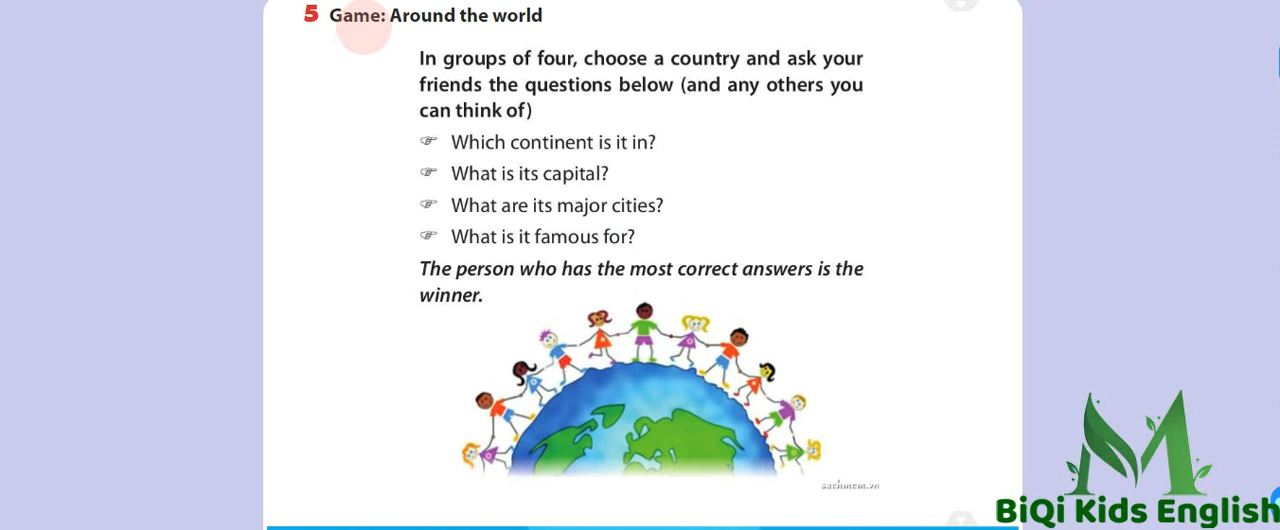 5 Game: Around the world
In groups of four, choose a country and ask your
friends the questions below (and any others you
can think of)
☞ Which continent is it in?
☞ What is its capital?
☞ What are its major cities?
☞ What is it famous for?
The person who has the most correct answers is the
winner.
sachmem.vn
BiQi Kids English